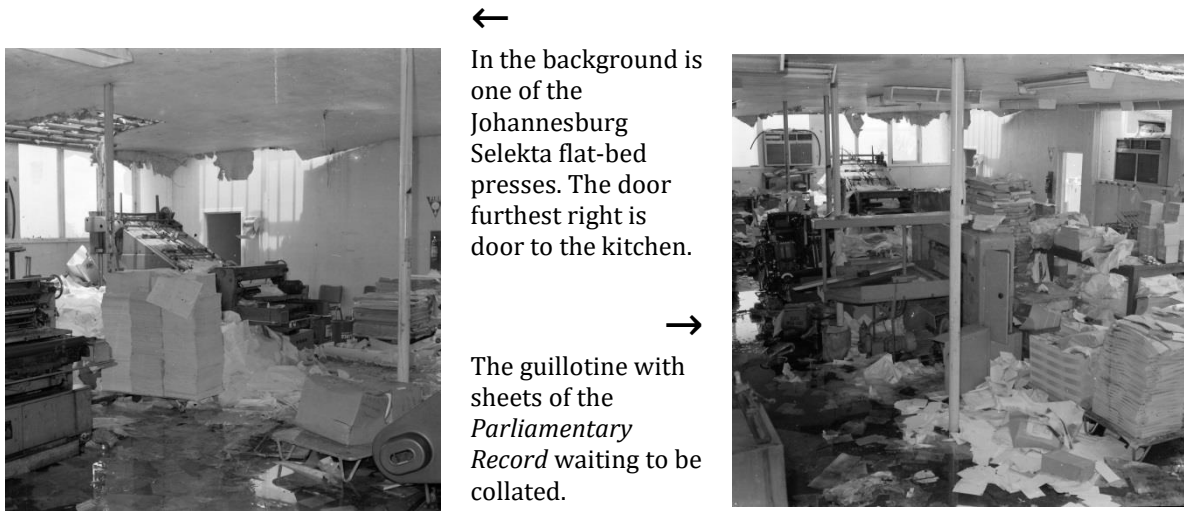 ←
In the background is
one of the
Johannesburg
Selekta flat-bed
presses. The door
furthest right is
door to the kitchen.
→
The guillotine with
sheets of the
Parliamentary
Record waiting to be
collated.